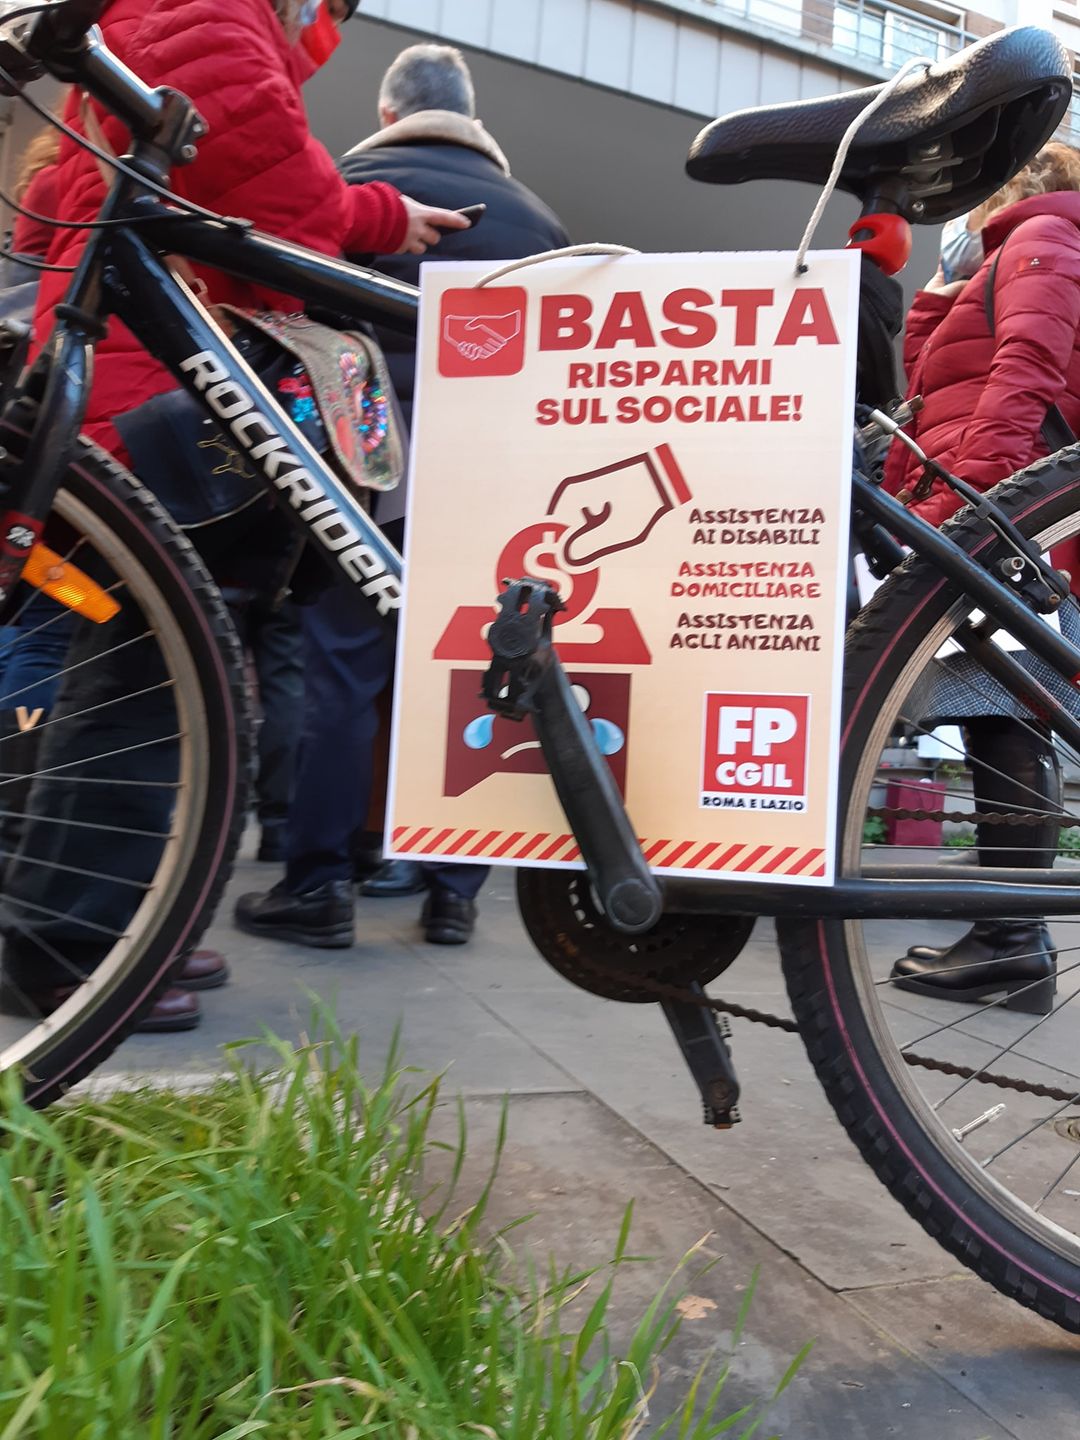 ROCKRIDER
BASTA
RISPARMI
SUL SOCIALE!
$
ASSISTENZA
AI DISABILI
ASSISTENZA
DOMICILIARE
ASSISTENZA
AGLI ANZIANI
FP
CGIL
ROMA E LAZIO
V